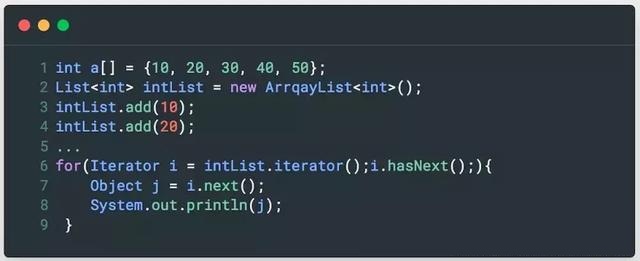 1 int a[] = {10, 20, 30, 40, 50};
2 List<int> intList = new ArrqayList<int>();
3 intList.add(10);
4 intList.add(20);
5 ...
6 for(Iterator i = intList.iterator();i.hasNext();){
7     Object j = i.next();
8     System.out.println(j);
9  }